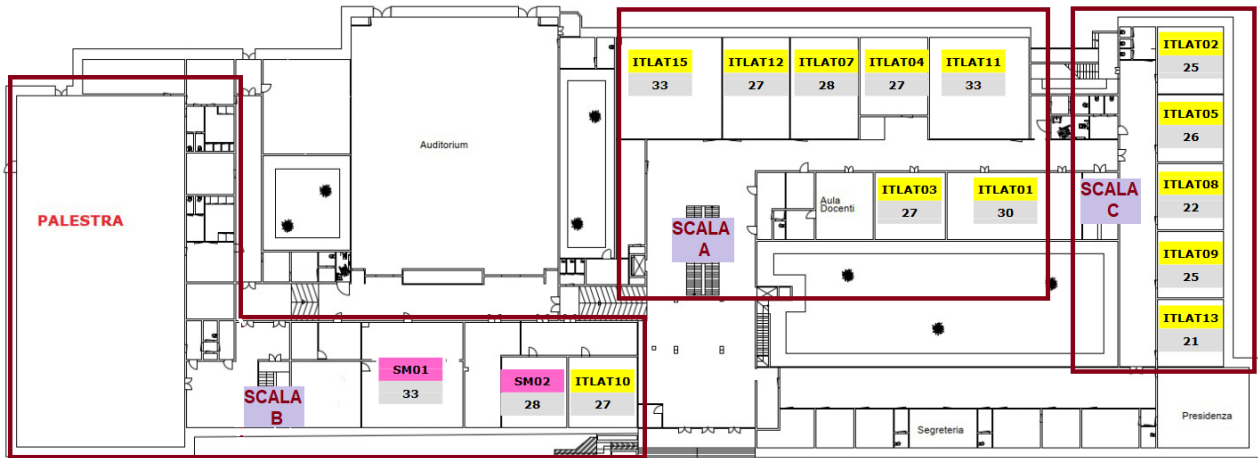 ITLAT15
33
ITLAT12
27
ITLAT07
28
ITLAT04
27
ITLAT11
33
ITLAT02
25
ITLAT05
26
ITLAT08
22
ITLAT09
25
ITLAT13
21
Auditorium
PALESTRA
SCALA
A
Aula
Docenti
ITLAT03
27
ITLAT01
30
SCALA
C
SCALA
B
SM01
33
SM02
28
ITLAT10
27
Segreteria
Presidenza